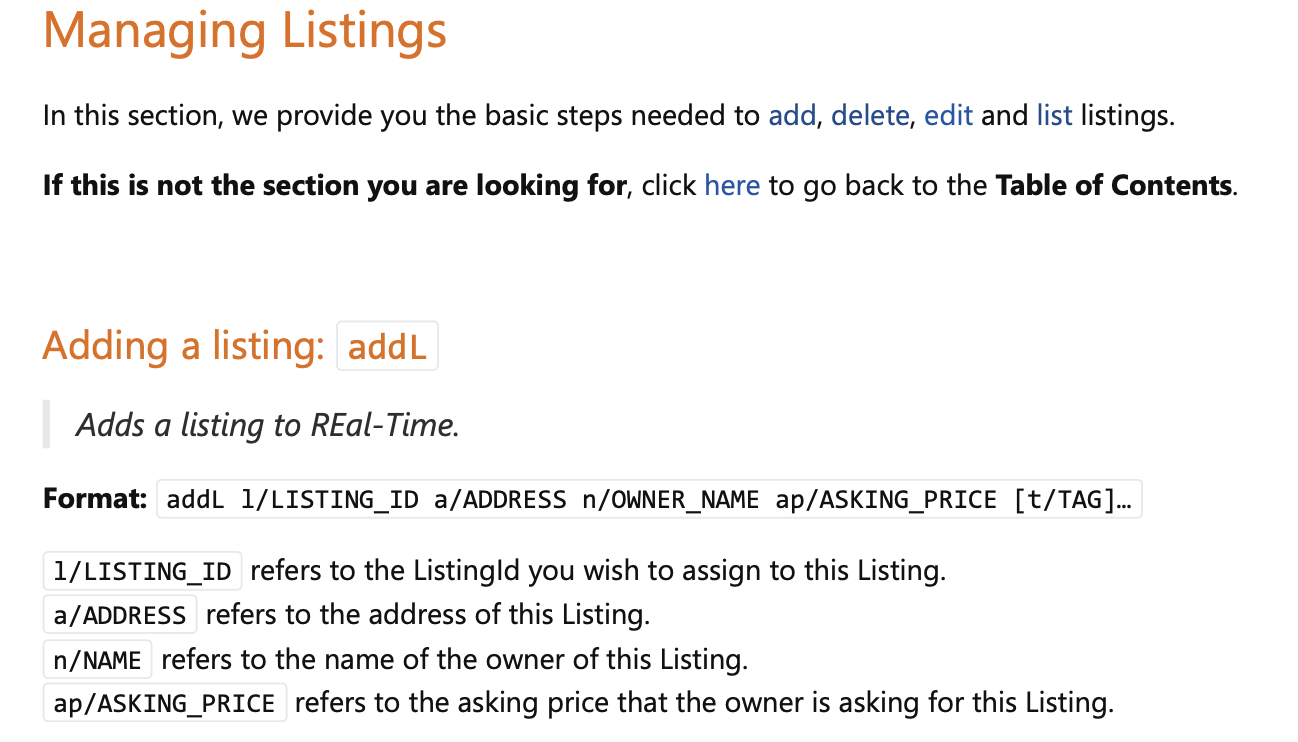 Managing Listings
In this section, we provide you the basic steps needed to add, delete, edit and list listings.
If this is not the section you are looking for, click here to go back to the Table of Contents.
Adding a listing: addL
Adds a listing to REal-Time.
Format: addL l/LISTING_ID a/ADDRESS n/OWNER_NAME ap/ASKING_PRICE [t/TAG]…
l/LISTING_ID refers to the ListingId you wish to assign to this Listing.
a/ADDRESS refers to the address of this Listing.
n/NAME refers to the name of the owner of this Listing.
ap/ASKING_PRICE refers to the asking price that the owner is asking for this Listing.